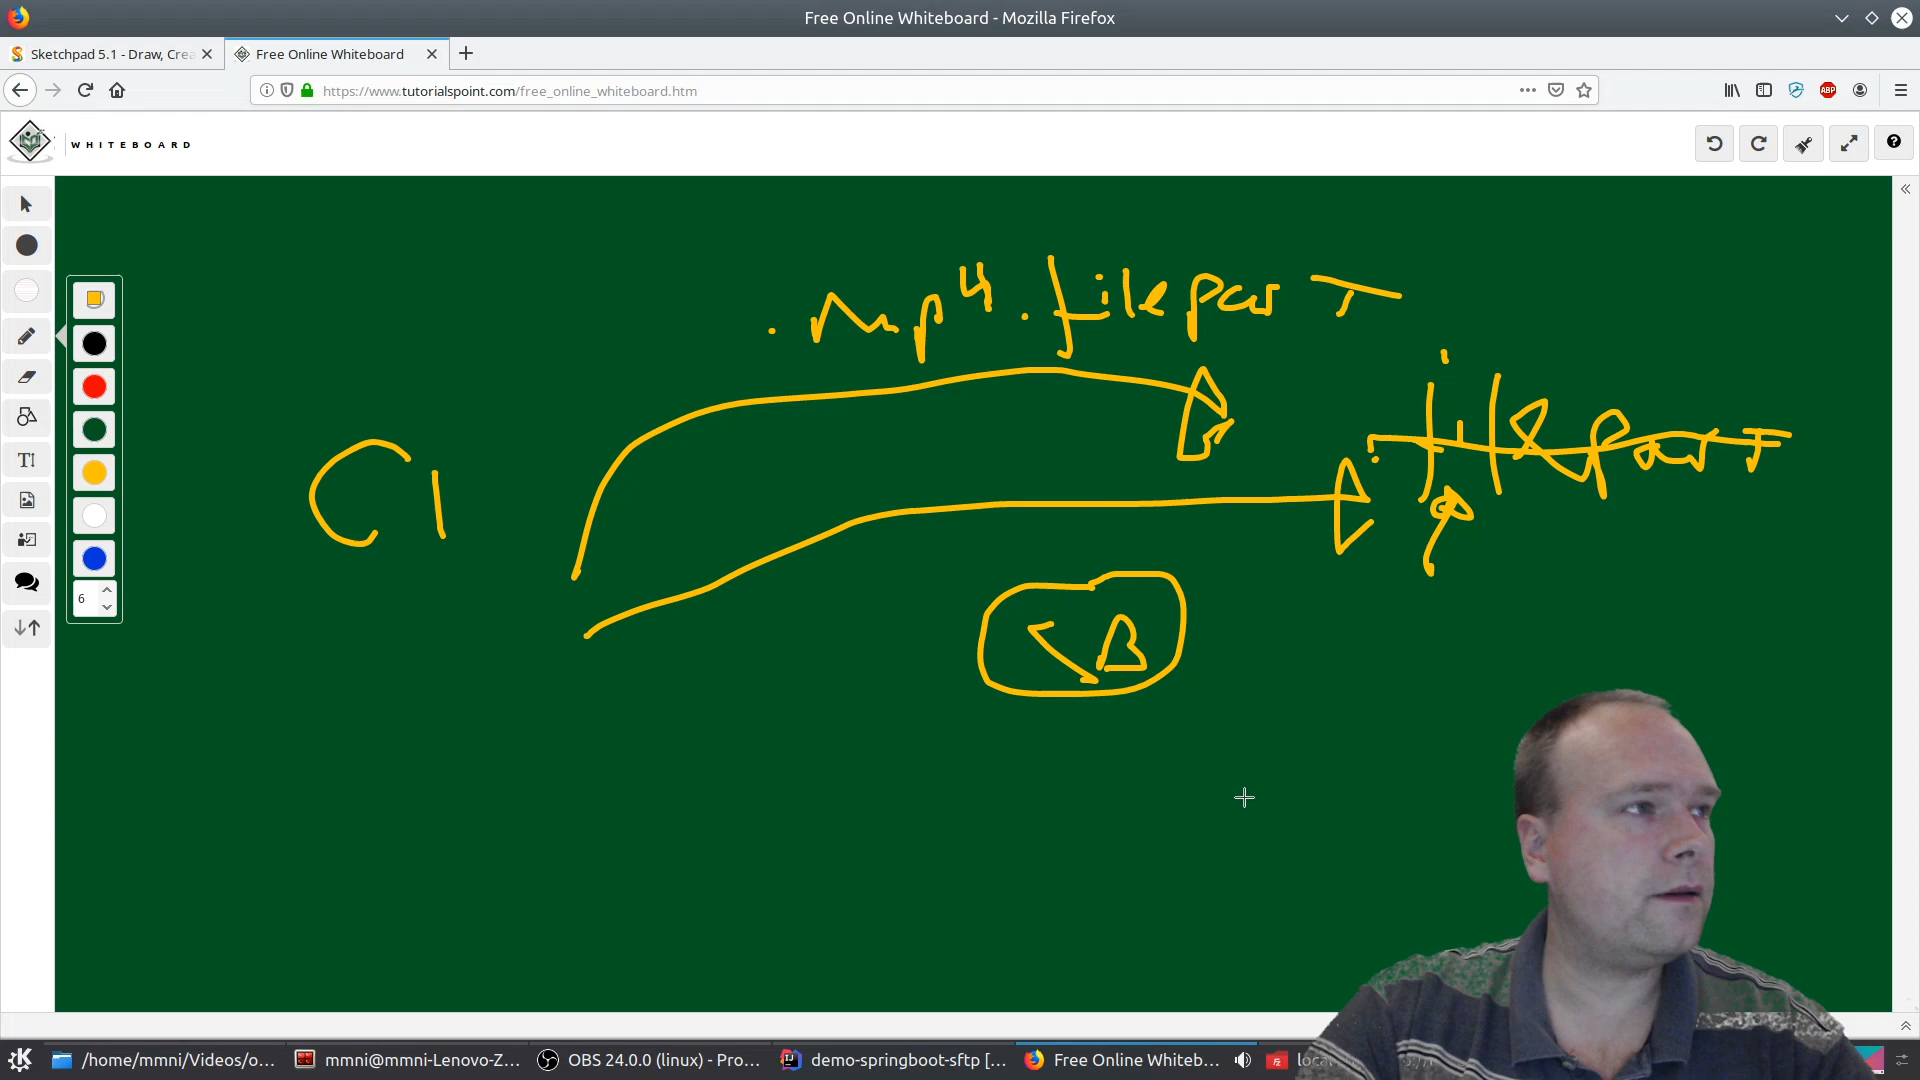 Free Online Whiteboard - Mozilla Firefox
Sketchpad 5.1 - Draw, Crea
Free Online Whiteboard
https://www.tutorialspoint.com/free_online_whiteboard.htm
ABP
WHITEBOARD
.mp4.filepart
C1
.filepart
6
/home/mmni/Videos/o...
mmni@mmni-Lenovo-Z...
OBS 24.0.0 (linux) - Pro...
demo-springboot-sftp [...
Free Online Whiteb...